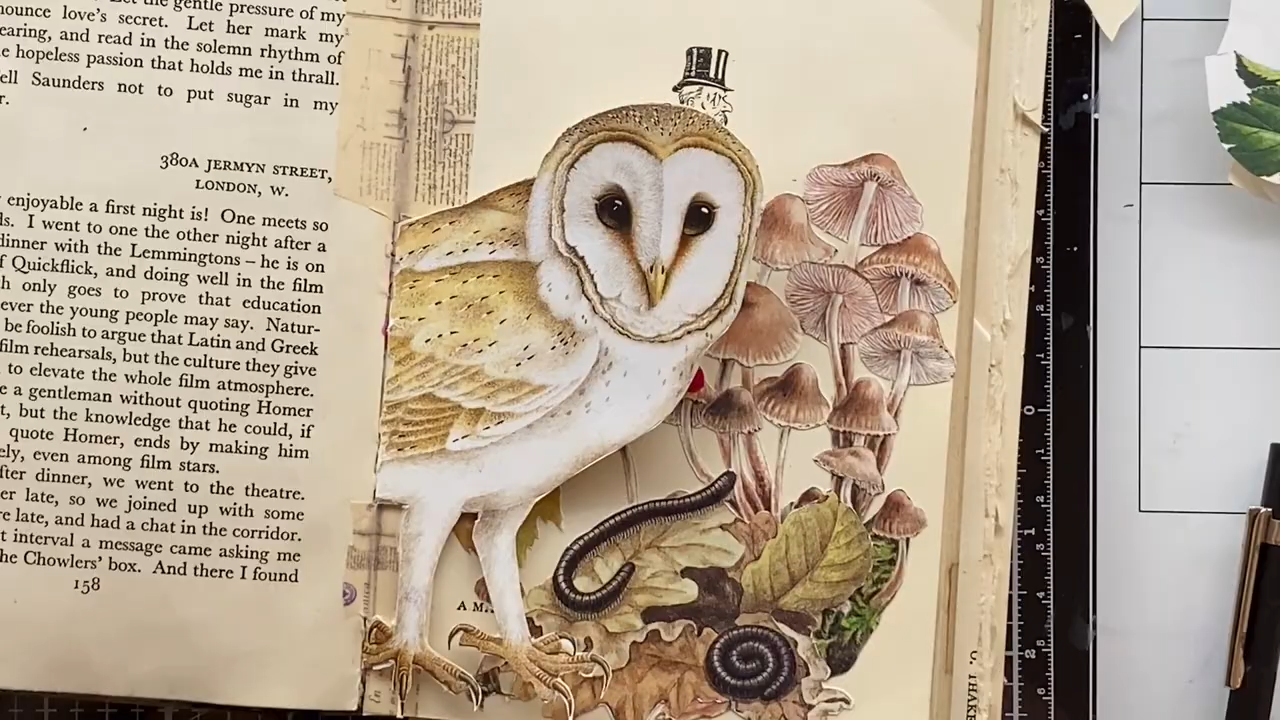 the gentle pressure of my
nounce love's secret. Let her mark my
earing, and read in the solemn rhythm of
hopeless passion that holds me in thrall.
ell Saunders not to put sugar in my
r.
380A JERMYN STREET,
LONDON, W.
enjoyable a first night is! One meets so
ls. I went to one the other night after a
dinner with the Lemmingtons – he is on
f Quickflick, and doing well in the film
h only goes to prove that education
ever the young people may say. Natur-
be foolish to argue that Latin and Greek
film rehearsals, but the culture they give
to elevate the whole film atmosphere.
e a gentleman without quoting Homer
t, but the knowledge that he could, if
quote Homer, ends by making him
ely, even among film stars.
fter dinner, we went to the theatre.
er late, so we joined up with some
re late, and had a chat in the corridor.
t interval a message came asking me
he Chowlers' box. And there I found
158
A M